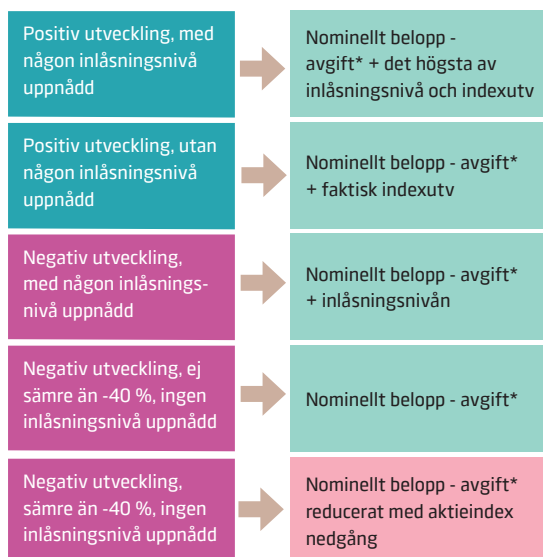 Positiv utveckling, med
någon inlåsningsnivå
uppnådd
Nominellt belopp -
avgift* + det högsta av
inlåsningsnivå och indexutv
Positiv utveckling, utan
någon inlåsningsnivå
uppnådd
Nominellt belopp - avgift*
+ faktisk indexutv
Negativ utveckling,
med någon inlåsnings-
nivå uppnådd
Nominellt belopp - avgift*
+ inlåsningsnivån
Negativ utveckling, ej
sämre än -40 %, ingen
inlåsningsnivå uppnådd
Nominellt belopp - avgift*
Negativ utveckling,
sämre än -40 %, ingen
inlåsningsnivå uppnådd
Nominellt belopp - avgift*
reducerat med aktieindex
nedgång